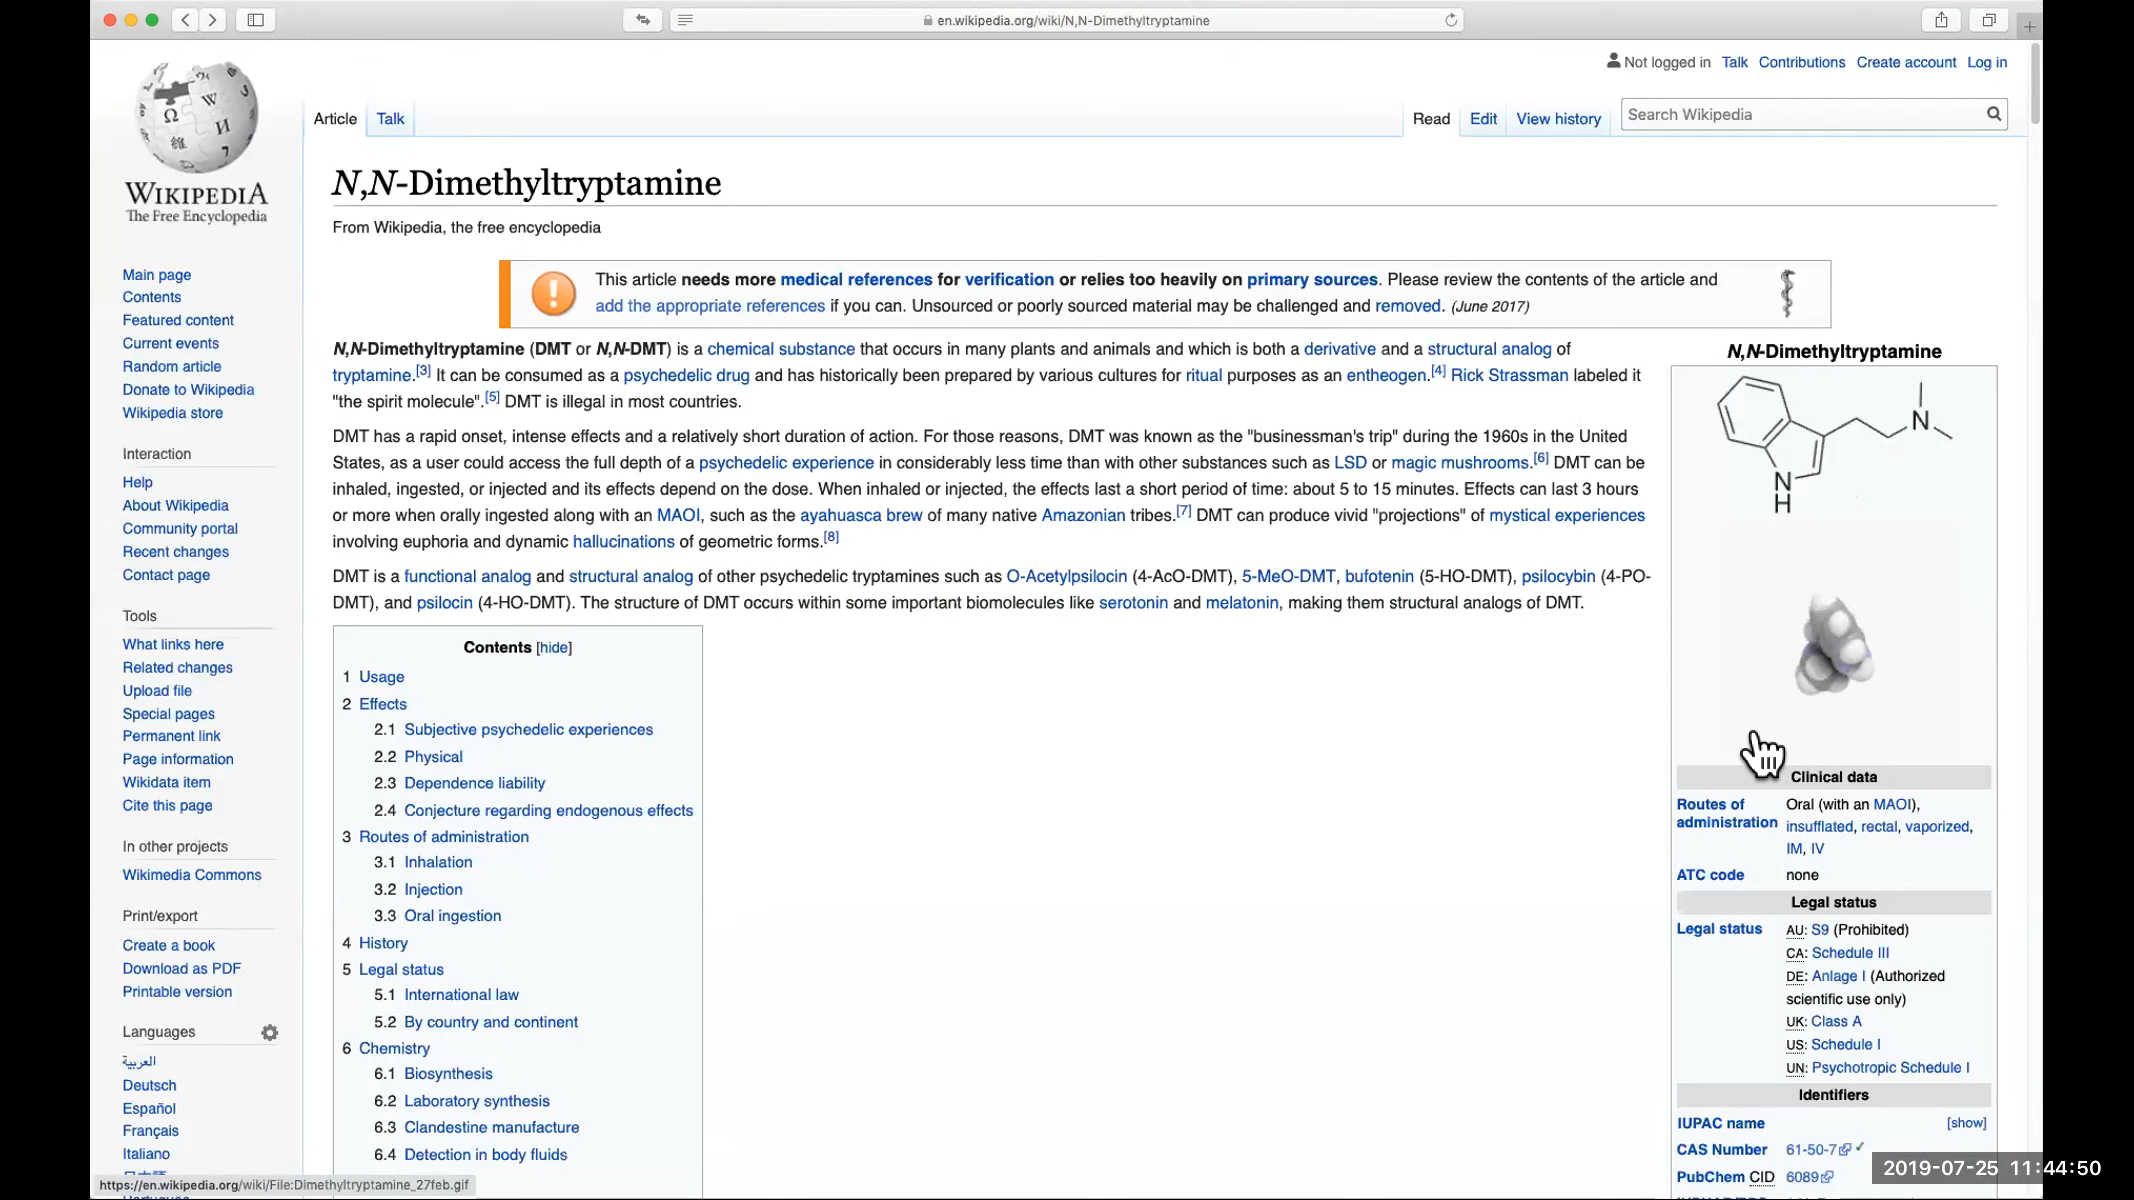 en.wikipedia.org/wiki/N,N-Dimethyltryptamine
Not logged in Talk Contributions Create account Log in
Article Talk
Read Edit View history Search Wikipedia
WIKIPEDIA
The Free Encyclopedia
Main page
Contents
Featured content
Current events
Random article
Donate to Wikipedia
Wikipedia store
Interaction
Help
About Wikipedia
Community portal
Recent changes
Contact page
Tools
What links here
Related changes
Upload file
Special pages
Permanent link
Page information
Wikidata item
Cite this page
In other projects
Wikimedia Commons
Print/export
Create a book
Download as PDF
Printable version
Languages
العربية
Deutsch
Español
Français
Italiano
N,N-Dimethyltryptamine
From Wikipedia, the free encyclopedia
This article needs more medical references for verification or relies too heavily on primary sources. Please review the contents of the article and
add the appropriate references if you can. Unsourced or poorly sourced material may be challenged and removed. (June 2017)
N,N-Dimethyltryptamine (DMT or N,N-DMT) is a chemical substance that occurs in many plants and animals and which is both a derivative and a structural analog of
tryptamine.[3] It can be consumed as a psychedelic drug and has historically been prepared by various cultures for ritual purposes as an entheogen.[4] Rick Strassman labeled it
"the spirit molecule".[5] DMT is illegal in most countries.
DMT has a rapid onset, intense effects and a relatively short duration of action. For those reasons, DMT was known as the "businessman's trip" during the 1960s in the United
States, as a user could access the full depth of a psychedelic experience in considerably less time than with other substances such as LSD or magic mushrooms.[6] DMT can be
inhaled, ingested, or injected and its effects depend on the dose. When inhaled or injected, the effects last a short period of time: about 5 to 15 minutes. Effects can last 3 hours
or more when orally ingested along with an MAOI, such as the ayahuasca brew of many native Amazonian tribes.[7] DMT can produce vivid "projections" of mystical experiences
involving euphoria and dynamic hallucinations of geometric forms.[8]
DMT is a functional analog and structural analog of other psychedelic tryptamines such as O-Acetylpsilocin (4-AcO-DMT), 5-MeO-DMT, bufotenin (5-HO-DMT), psilocybin (4-PO-
DMT), and psilocin (4-HO-DMT). The structure of DMT occurs within some important biomolecules like serotonin and melatonin, making them structural analogs of DMT.
Contents [hide]
1 Usage
2 Effects
2.1 Subjective psychedelic experiences
2.2 Physical
2.3 Dependence liability
2.4 Conjecture regarding endogenous effects
3 Routes of administration
3.1 Inhalation
3.2 Injection
3.3 Oral ingestion
4 History
5 Legal status
5.1 International law
5.2 By country and continent
6 Chemistry
6.1 Biosynthesis
6.2 Laboratory synthesis
6.3 Clandestine manufacture
6.4 Detection in body fluids
N,N-Dimethyltryptamine
N
N
H
Clinical data
Routes of administration Oral (with an MAOI),
insufflated, rectal, vaporized,
IM, IV
ATC code none
Legal status
Legal status AU: S9 (Prohibited)
CA: Schedule III
DE: Anlage I (Authorized
scientific use only)
UK: Class A
US: Schedule I
UN: Psychotropic Schedule I
Identifiers
IUPAC name [show]
CAS Number 61-50-7
PubChem CID 6089
https://en.wikipedia.org/wiki/File:Dimethyltryptamine_27feb.gif
2019-07-25 11:44:50